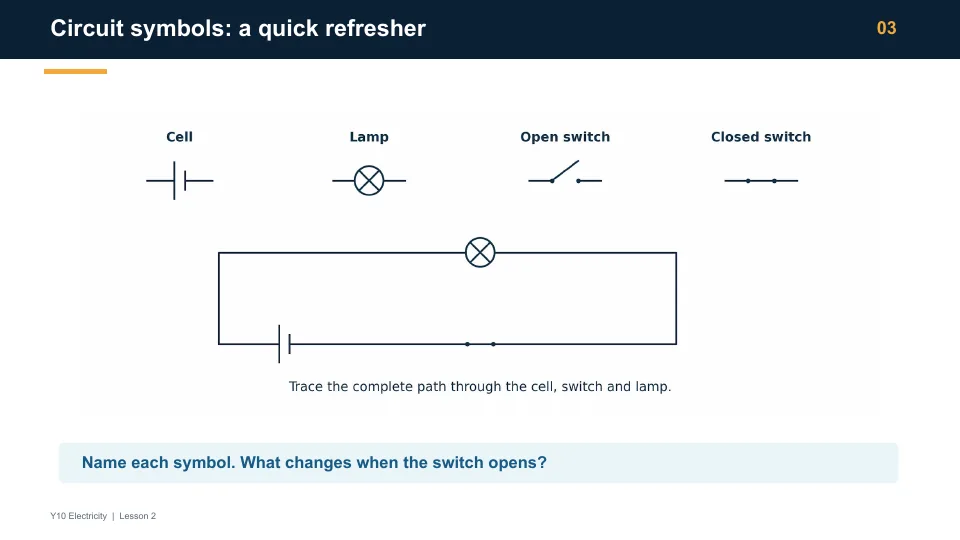 Circuit symbols: a quick refresher
03
Cell
Lamp
Open switch
Closed switch
Trace the complete path through the cell, switch and lamp.
Name each symbol. What changes when the switch opens?
Y10 Electricity | Lesson 2